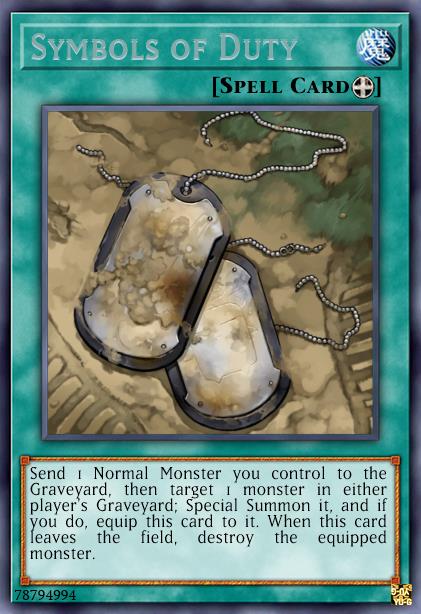 Symbols of Duty
[Spell Card]
Send 1 Normal Monster you control to the
Graveyard, then target 1 monster in either
player's Graveyard; Special Summon it, and if
you do, equip this card to it. When this card
leaves the field, destroy the equipped
monster.
78794994